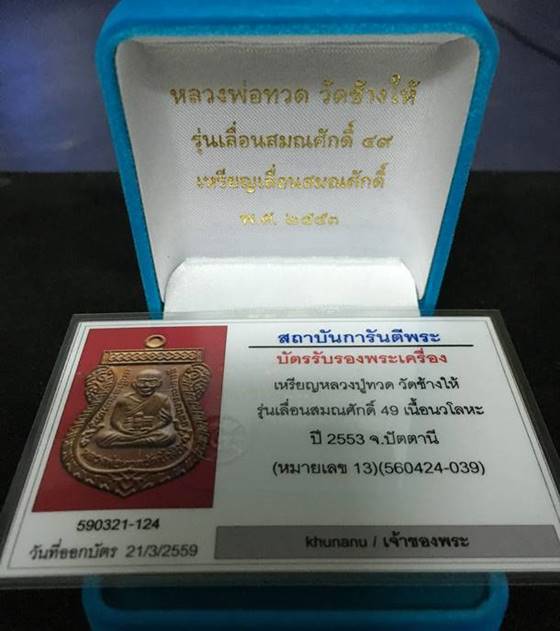 หลวงพ่อทวด วัดช้างให้
รุ่นเลื่อนสมณศักดิ์ ๔๙
เหรียญเลื่อนสมณศักดิ์
พ.ศ. ๒๕๕๓
สถาบันการันตีพระ
บัตรรับรองพระเครื่อง
เหรียญหลวงปู่ทวด วัดช้างให้
รุ่นเลื่อนสมณศักดิ์ 49 เนื้อนวโลหะ
ปี 2553 จ.ปัตตานี
(หมายเลข 13)(560424-039)
590321-124
วันที่ออกบัตร 21/3/2559
khunanu / เจ้าของพระ